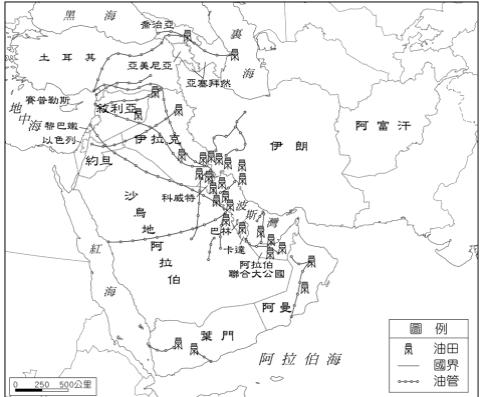 黑海
喬治亞
裏海
土耳其
亞美尼亞
亞塞拜然
賽普勒斯
地中海
敘利亞
黎巴嫩
以色列
伊拉克
伊朗
阿富汗
約旦
科威特
波斯灣
沙烏地阿拉伯
巴林
卡達
阿拉伯
聯合大公國
紅海
阿曼
葉門
阿拉伯海
圖例
油田
國界
油管
0 250 500公里